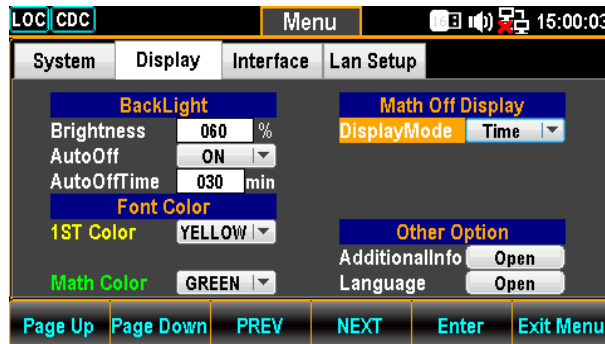 LOC CDC Menu 15:00:03
System Display Interface Lan Setup
BackLight
Brightness 060 %
AutoOff ON
AutoOffTime 030 min
Font Color
1ST Color YELLOW
Math Color GREEN
Math Off Display
DisplayMode Time
Other Option
AdditionalInfo Open
Language Open
Page Up Page Down PREV NEXT Enter Exit Menu